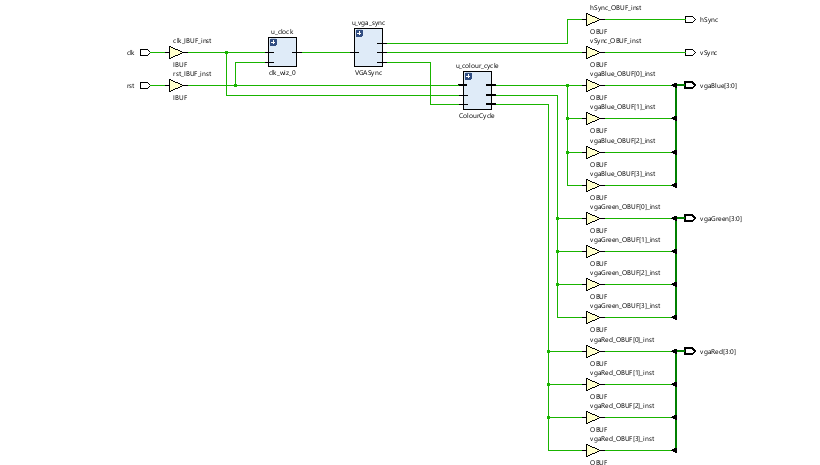 hSync_OBUF_inst
hSync
OBUF
u_vga_sync
clk_IBUF_inst
u_clock
vSync_OBUF_inst
clk
vSync
IBUF
OBUF
rst_IBUF_inst
clk_wiz_0
VGASync
u_colour_cycle
vgaBlue_OBUF[0]_inst
rst
vgaBlue[3:0]
IBUF
OBUF
vgaBlue_OBUF[1]_inst
ColourCycle
OBUF
vgaBlue_OBUF[2]_inst
OBUF
vgaBlue_OBUF[3]_inst
OBUF
vgaGreen_OBUF[0]_inst
vgaGreen[3:0]
OBUF
vgaGreen_OBUF[1]_inst
OBUF
vgaGreen_OBUF[2]_inst
OBUF
vgaGreen_OBUF[3]_inst
OBUF
vgaRed_OBUF[0]_inst
vgaRed[3:0]
OBUF
vgaRed_OBUF[1]_inst
OBUF
vgaRed_OBUF[2]_inst
OBUF
vgaRed_OBUF[3]_inst
OBUF